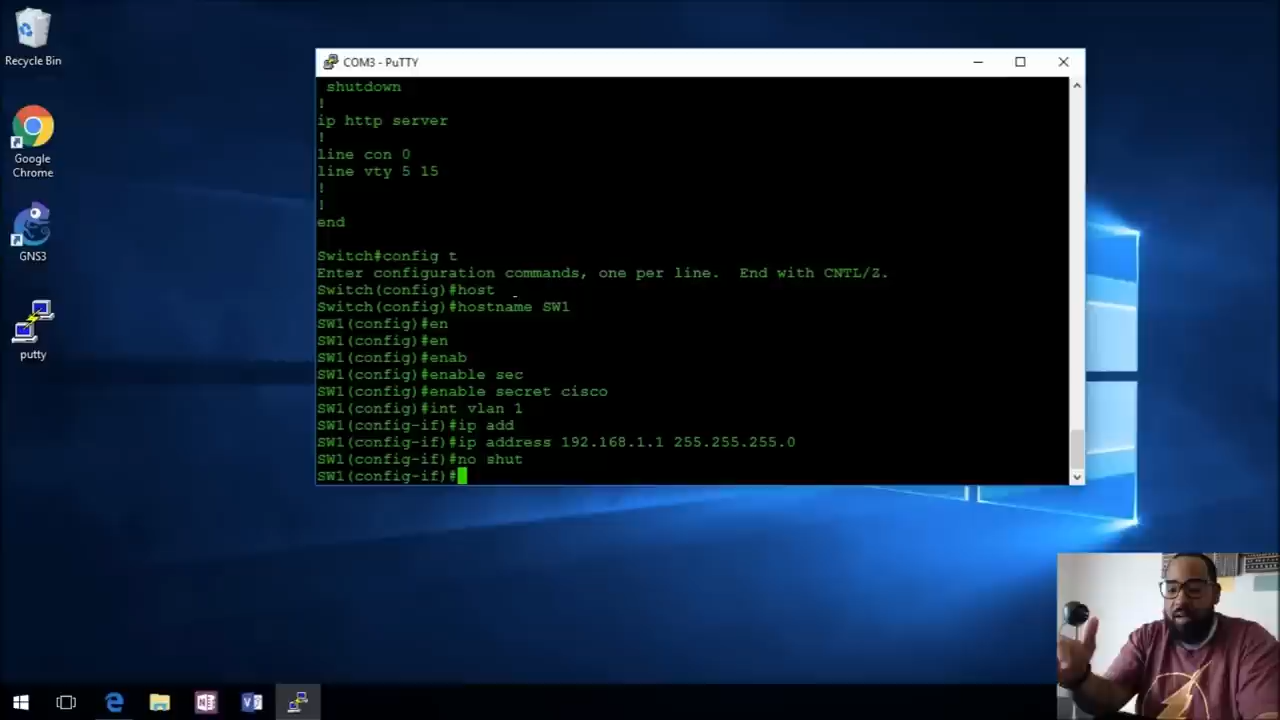 Recycle Bin
Google
Chrome
GNS3
putty
COM3 - PuTTY
shutdown
!
ip http server
!
line con 0
line vty 5 15
!
!
end
Switch#config t
Enter configuration commands, one per line.  End with CNTL/Z.
Switch(config)#host
Switch(config)#hostname SW1
SW1(config)#en
SW1(config)#en
SW1(config)#enab
SW1(config)#enable sec
SW1(config)#enable secret cisco
SW1(config)#int vlan 1
SW1(config-if)#ip add
SW1(config-if)#ip address 192.168.1.1 255.255.255.0
SW1(config-if)#no shut
SW1(config-if)#